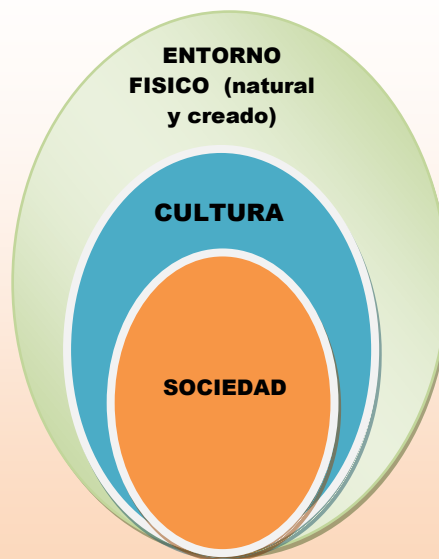 ENTORNO
FISICO (natural
y creado)
CULTURA
SOCIEDAD